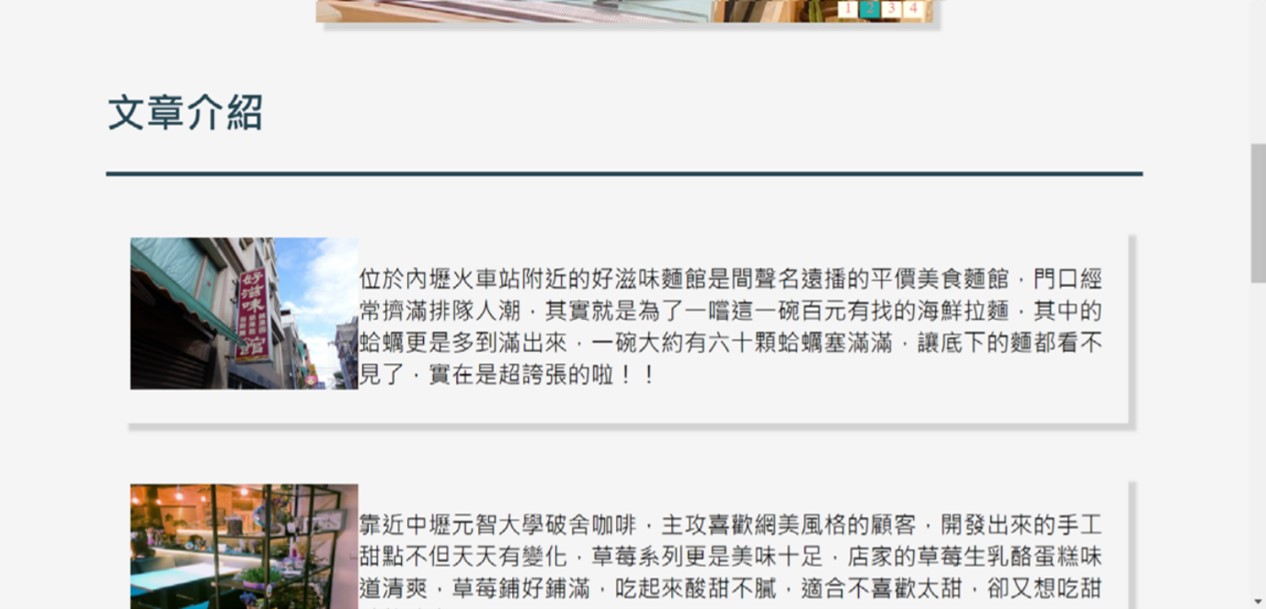 1 2 3 4
文章介紹
好滋味
館
位於內壢火車站附近的好滋味麵館是間聲名遠播的平價美食麵館，門口經
常擠滿排隊人潮，其實就是為了一嚐這一碗百元有找的海鮮拉麵，其中的
蛤蠣更是多到滿出來，一碗大約有六十顆蛤蠣塞滿滿，讓底下的麵都看不
見了，實在是超誇張的啦！！
靠近中壢元智大學破舍咖啡，主攻喜歡網美風格的顧客，開發出來的手工
甜點不但天天有變化，草莓系列更是美味十足，店家的草莓生乳酪蛋糕味
道清爽，草莓鋪好鋪滿，吃起來酸甜不膩，適合不喜歡太甜，卻又想吃甜